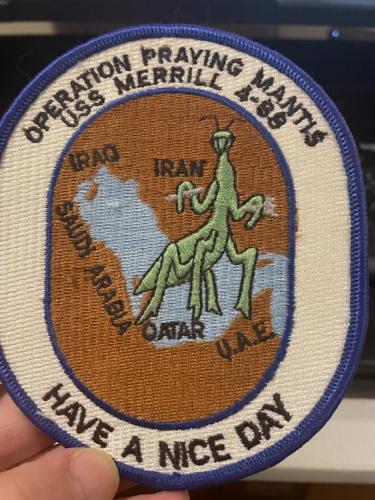 OPERATION PRAYING MANTIS
USS MERRILL 4-88
IRAQ
IRAN
SAUDI ARABIA
QATAR
U.A.E.
HAVE A NICE DAY